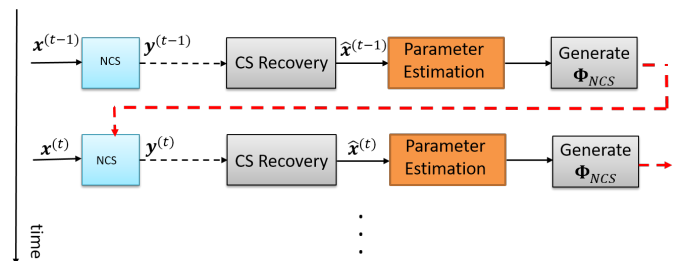 x^(t−1) NCS y^(t−1) CS Recovery x̂^(t−1) Parameter Estimation Generate Φ_NCS
x^(t) NCS y^(t) CS Recovery x̂^(t) Parameter Estimation Generate Φ_NCS
time